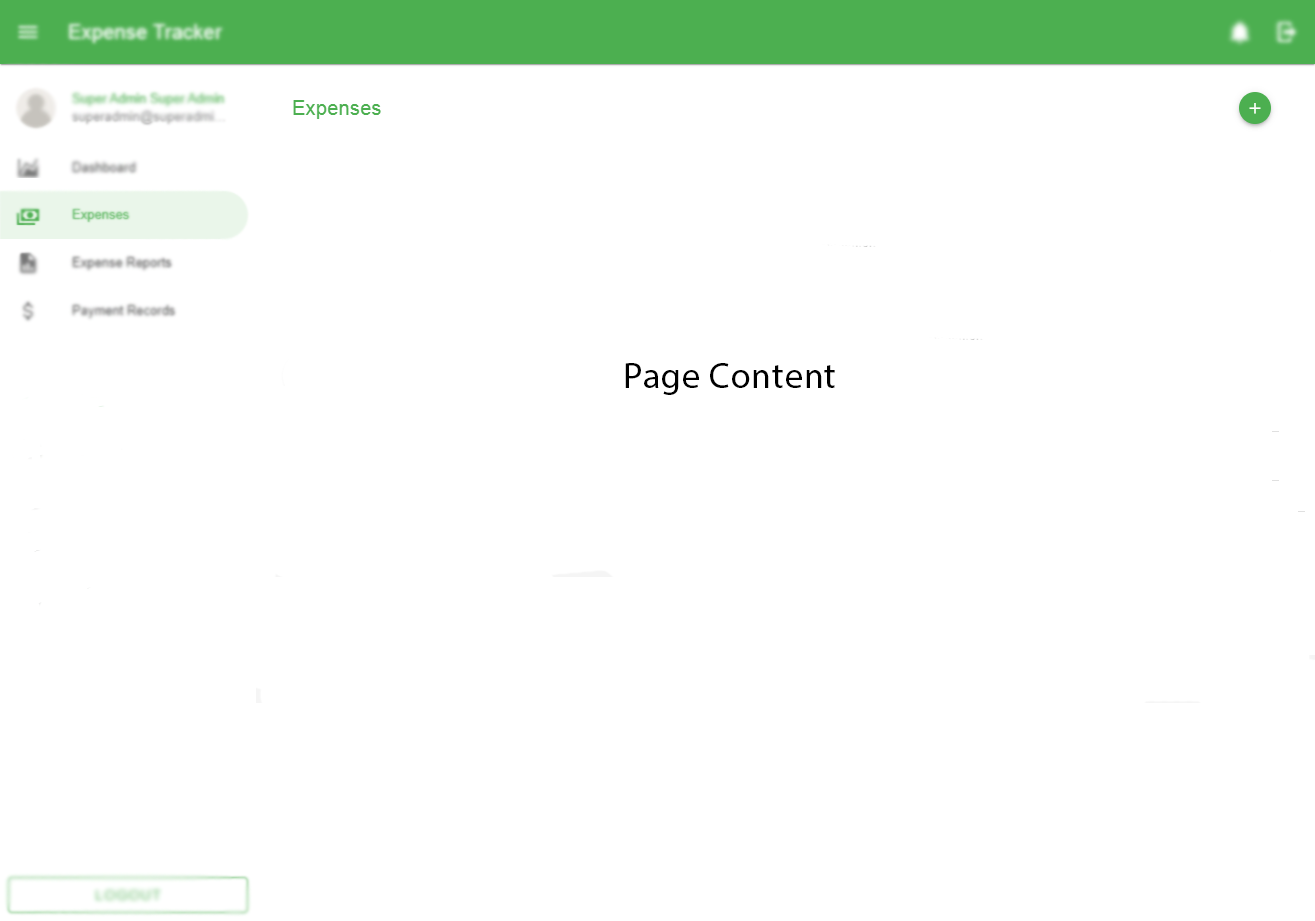 Expense Tracker
Super Admin Super Admin
superadmin@superadmi...
Dashboard
Expenses
Expense Reports
Payment Records
LOGOUT
Expenses
Page Content